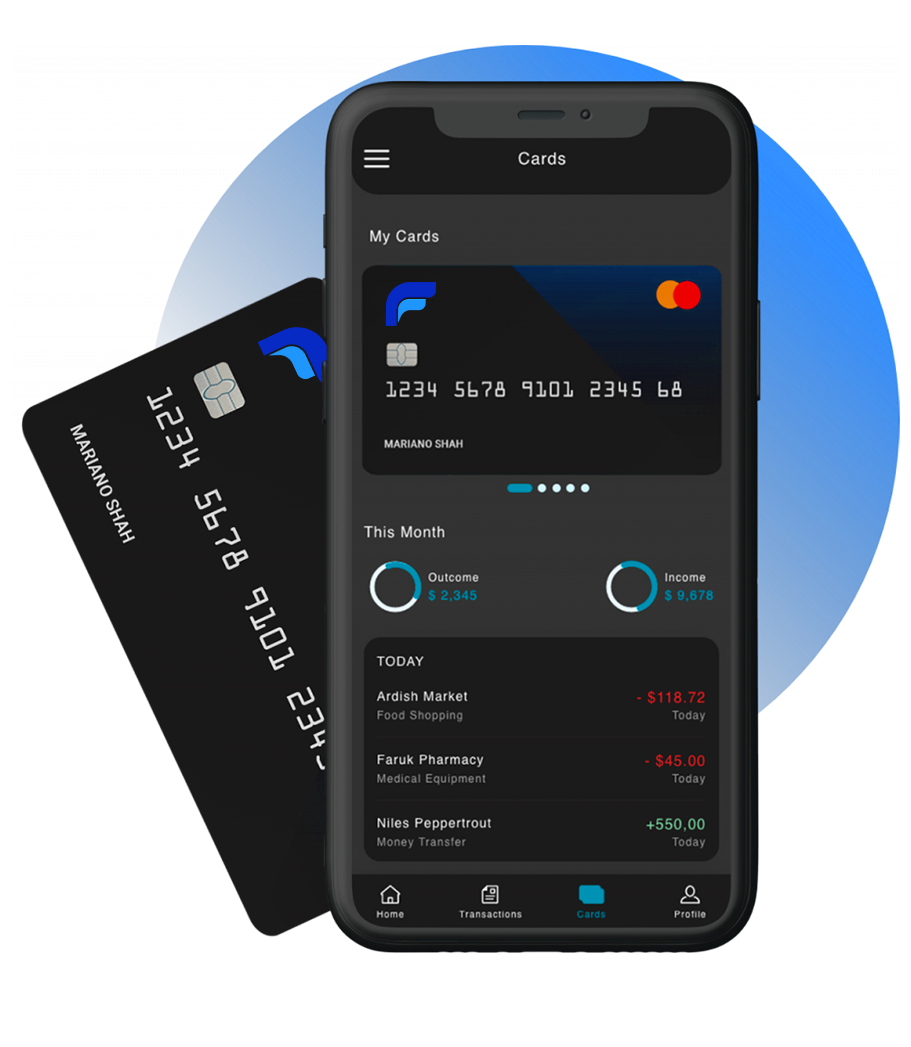 Cards
My Cards
1234 5678 9101 2345 68
MARIANO SHAH
This Month
Outcome
$ 2,345
Income
$ 9,678
TODAY
Ardish Market
- $118.72
Food Shopping
Today
Faruk Pharmacy
- $45.00
Medical Equipment
Today
Niles Peppertrout
+550,00
Money Transfer
Today
Home
Transactions
Cards
Profile
1234 5678 9101 234
MARIANO SHAH